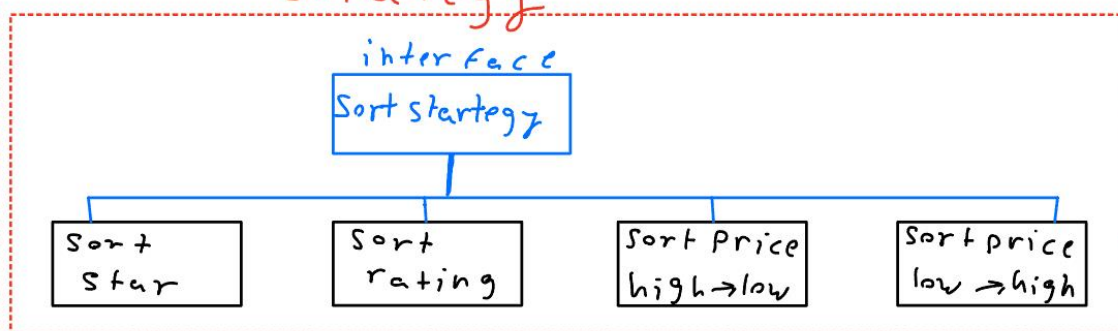 interface
Sort startegy
Sort
star
Sort
rating
Sort Price
high→low
Sort price
low→high